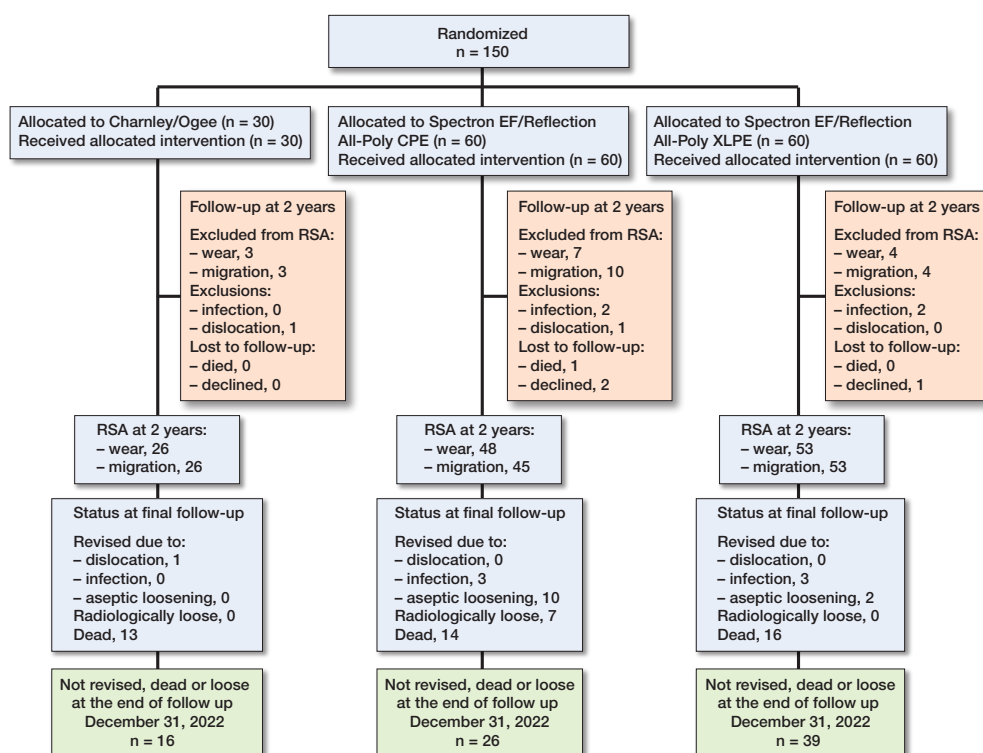 Randomized
n = 150
Allocated to Charnley/Ogee (n = 30)
Received allocated intervention (n = 30)
Allocated to Spectron EF/Reflection
All-Poly CPE (n = 60)
Received allocated intervention (n = 60)
Allocated to Spectron EF/Reflection
All-Poly XLPE (n = 60)
Received allocated intervention (n = 60)
Follow-up at 2 years
Excluded from RSA:
– wear, 3
– migration, 3
Exclusions:
– infection, 0
– dislocation, 1
Lost to follow-up:
– died, 0
– declined, 0
Follow-up at 2 years
Excluded from RSA:
– wear, 7
– migration, 10
Exclusions:
– infection, 2
– dislocation, 1
Lost to follow-up:
– died, 1
– declined, 2
Follow-up at 2 years
Excluded from RSA:
– wear, 4
– migration, 4
Exclusions:
– infection, 2
– dislocation, 0
Lost to follow-up:
– died, 0
– declined, 1
RSA at 2 years:
– wear, 26
– migration, 26
RSA at 2 years:
– wear, 48
– migration, 45
RSA at 2 years:
– wear, 53
– migration, 53
Status at final follow-up
Revised due to:
– dislocation, 1
– infection, 0
– aseptic loosening, 0
Radiologically loose, 0
Dead, 13
Status at final follow-up
Revised due to:
– dislocation, 0
– infection, 3
– aseptic loosening, 10
Radiologically loose, 7
Dead, 14
Status at final follow-up
Revised due to:
– dislocation, 0
– infection, 3
– aseptic loosening, 2
Radiologically loose, 0
Dead, 16
Not revised, dead or loose
at the end of follow up
December 31, 2022
n = 16
Not revised, dead or loose
at the end of follow up
December 31, 2022
n = 26
Not revised, dead or loose
at the end of follow up
December 31, 2022
n = 39